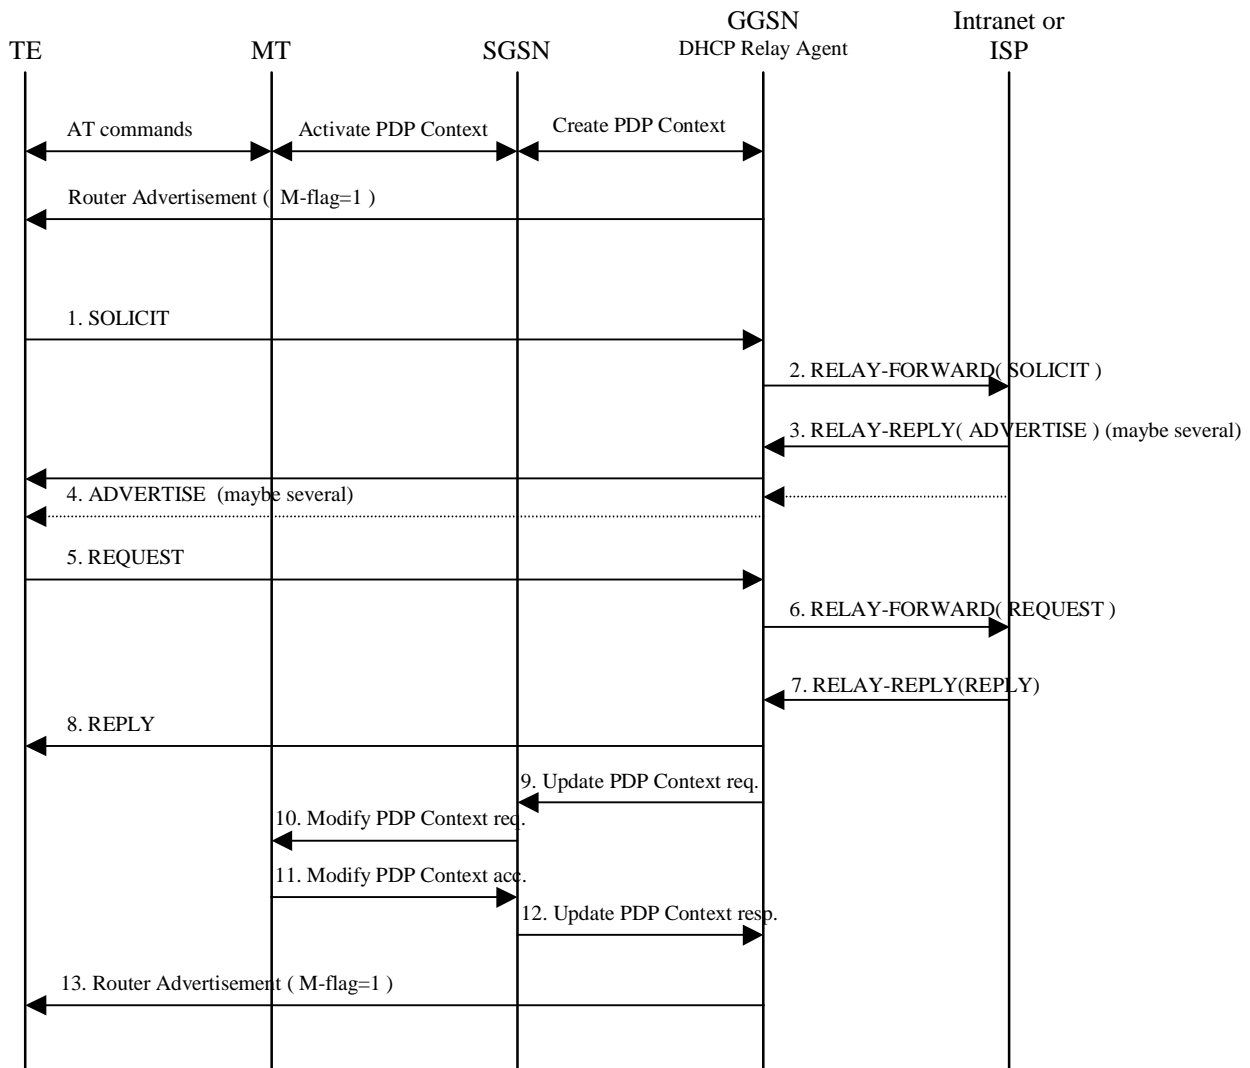 GGSN
Intranet or
TE
MT
SGSN
DHCP Relay Agent
ISP
AT commands
Activate PDP Context
Create PDP Context
Router Advertisement ( M-flag=1 )
1. SOLICIT
2. RELAY-FORWARD( SOLICIT )
3. RELAY-REPLY( ADVERTISE ) (maybe several)
4. ADVERTISE (maybe several)
5. REQUEST
6. RELAY-FORWARD( REQUEST )
7. RELAY-REPLY(REPLY)
8. REPLY
9. Update PDP Context req.
10. Modify PDP Context req.
11. Modify PDP Context acc.
12. Update PDP Context resp.
13. Router Advertisement ( M-flag=1 )